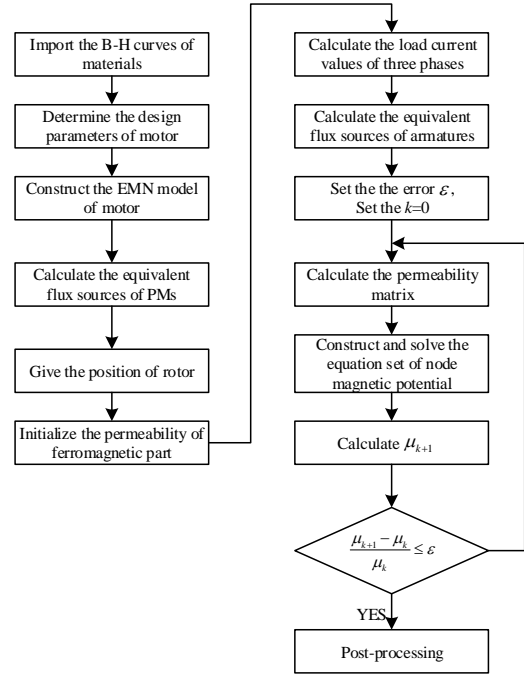 Import the B-H curves of
materials
Determine the design
parameters of motor
Construct the EMN model
of motor
Calculate the equivalent
flux sources of PMs
Give the position of rotor
Initialize the permeability of
ferromagnetic part
Calculate the load current
values of three phases
Calculate the equivalent
flux sources of armatures
Set the the error ε ,
Set the k=0
Calculate the permeability
matrix
Construct and solve the
equation set of node
magnetic potential
Calculate μₖ₊₁
(μₖ₊₁ − μₖ) / μₖ ≤ ε
YES
Post-processing